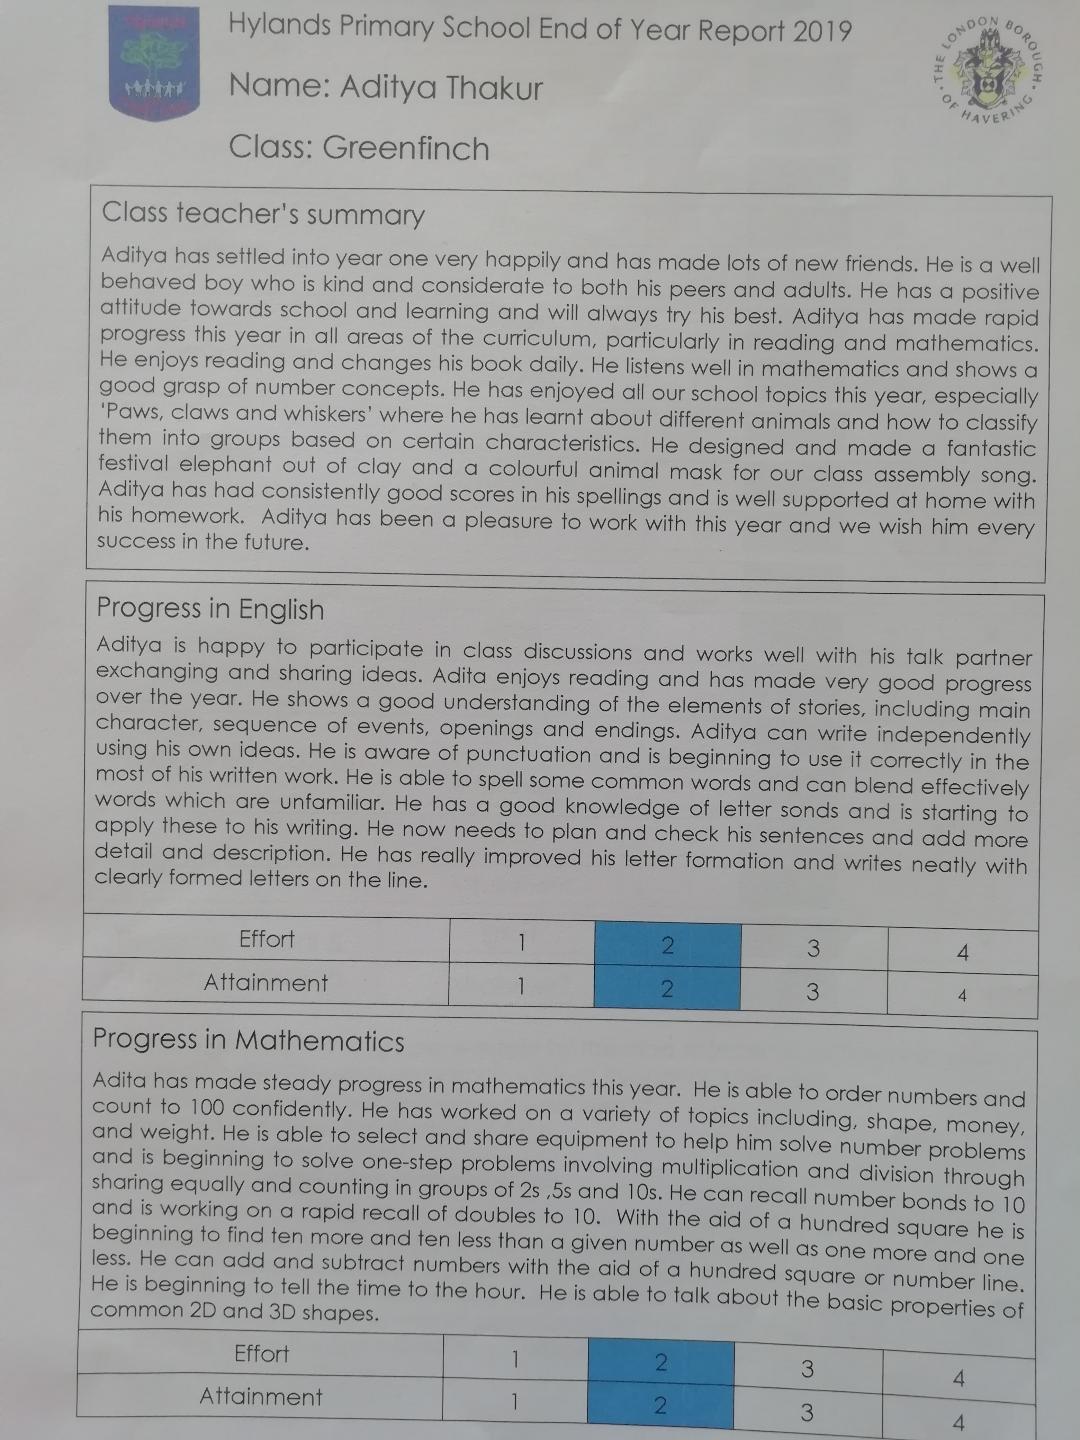 Hylands Primary School End of Year Report 2019
THE LONDON BOROUGH OF HAVERING
Name: Aditya Thakur
Class: Greenfinch
Class teacher's summary
Aditya has settled into year one very happily and has made lots of new friends. He is a well
behaved boy who is kind and considerate to both his peers and adults. He has a positive
attitude towards school and learning and will always try his best. Aditya has made rapid
progress this year in all areas of the curriculum, particularly in reading and mathematics.
He enjoys reading and changes his book daily. He listens well in mathematics and shows a
good grasp of number concepts. He has enjoyed all our school topics this year, especially
'Paws, claws and whiskers' where he has learnt about different animals and how to classify
them into groups based on certain characteristics. He designed and made a fantastic
festival elephant out of clay and a colourful animal mask for our class assembly song.
Aditya has had consistently good scores in his spellings and is well supported at home with
his homework. Aditya has been a pleasure to work with this year and we wish him every
success in the future.
Progress in English
Aditya is happy to participate in class discussions and works well with his talk partner
exchanging and sharing ideas. Adita enjoys reading and has made very good progress
over the year. He shows a good understanding of the elements of stories, including main
character, sequence of events, openings and endings. Aditya can write independently
using his own ideas. He is aware of punctuation and is beginning to use it correctly in the
most of his written work. He is able to spell some common words and can blend effectively
words which are unfamiliar. He has a good knowledge of letter sonds and is starting to
apply these to his writing. He now needs to plan and check his sentences and add more
detail and description. He has really improved his letter formation and writes neatly with
clearly formed letters on the line.
Effort 1 2 3 4
Attainment 1 2 3 4
Progress in Mathematics
Adita has made steady progress in mathematics this year. He is able to order numbers and
count to 100 confidently. He has worked on a variety of topics including, shape, money,
and weight. He is able to select and share equipment to help him solve number problems
and is beginning to solve one-step problems involving multiplication and division through
sharing equally and counting in groups of 2s ,5s and 10s. He can recall number bonds to 10
and is working on a rapid recall of doubles to 10. With the aid of a hundred square he is
beginning to find ten more and ten less than a given number as well as one more and one
less. He can add and subtract numbers with the aid of a hundred square or number line.
He is beginning to tell the time to the hour. He is able to talk about the basic properties of
common 2D and 3D shapes.
Effort 1 2 3 4
Attainment 1 2 3 4